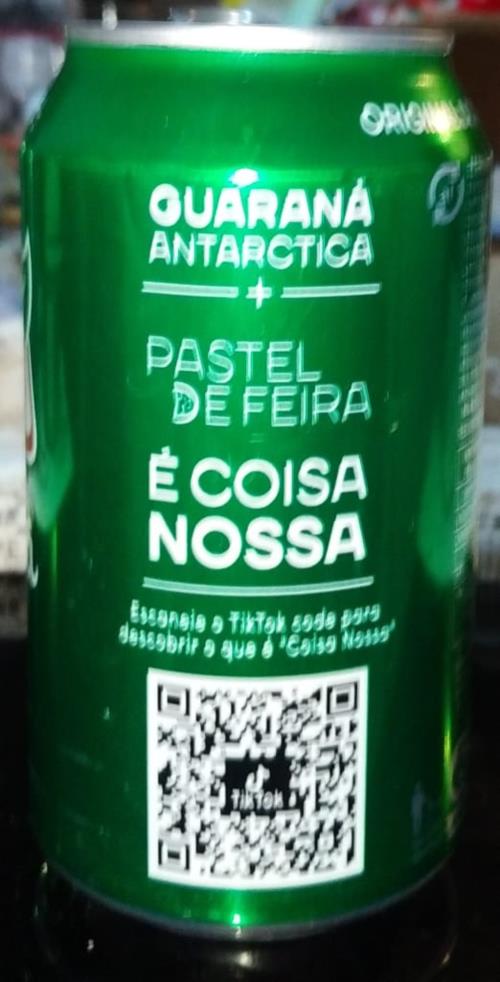 GUARANÁ
ANTARCTICA
+
PASTEL
DE FEIRA
É COISA
NOSSA
Escaneie o TikTok code para
descobrir o que é "Coisa Nossa"
TikTok